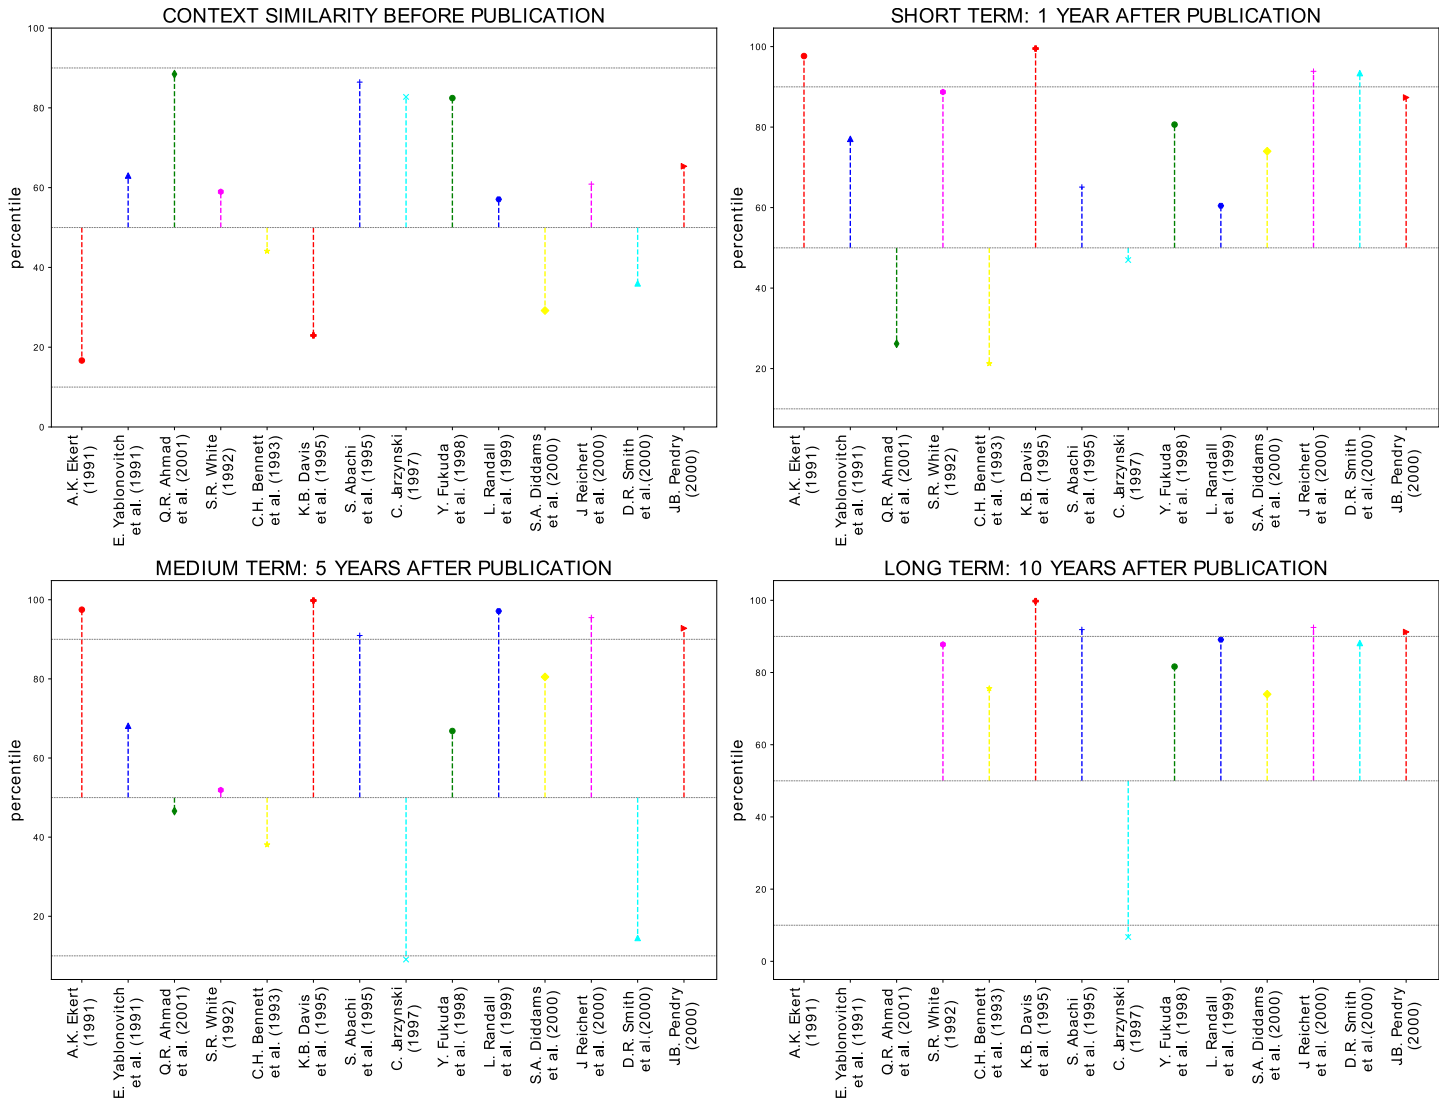 CONTEXT SIMILARITY BEFORE PUBLICATION
percentile
100
80
60
40
20
0
A.K. Ekert
(1991)
E. Yablonovitch
et al. (1991)
Q.R. Ahmad
et al. (2001)
S.R. White
(1992)
C.H. Bennett
et al. (1993)
K.B. Davis
et al. (1995)
S. Abachi
et al. (1995)
C. Jarzynski
(1997)
Y. Fukuda
et al. (1998)
L. Randall
et al. (1999)
S.A. Diddams
et al. (2000)
J Reichert
et al. (2000)
D.R. Smith
et al.(2000)
JB. Pendry
(2000)
SHORT TERM: 1 YEAR AFTER PUBLICATION
percentile
100
80
60
40
20
A.K. Ekert
(1991)
E. Yablonovitch
et al. (1991)
Q.R. Ahmad
et al. (2001)
S.R. White
(1992)
C.H. Bennett
et al. (1993)
K.B. Davis
et al. (1995)
S. Abachi
et al. (1995)
C. Jarzynski
(1997)
Y. Fukuda
et al. (1998)
L. Randall
et al. (1999)
S.A. Diddams
et al. (2000)
J Reichert
et al. (2000)
D.R. Smith
et al.(2000)
JB. Pendry
(2000)
MEDIUM TERM: 5 YEARS AFTER PUBLICATION
percentile
100
80
60
40
20
A.K. Ekert
(1991)
E. Yablonovitch
et al. (1991)
Q.R. Ahmad
et al. (2001)
S.R. White
(1992)
C.H. Bennett
et al. (1993)
K.B. Davis
et al. (1995)
S. Abachi
et al. (1995)
C. Jarzynski
(1997)
Y. Fukuda
et al. (1998)
L. Randall
et al. (1999)
S.A. Diddams
et al. (2000)
J Reichert
et al. (2000)
D.R. Smith
et al.(2000)
JB. Pendry
(2000)
LONG TERM: 10 YEARS AFTER PUBLICATION
percentile
100
80
60
40
20
0
A.K. Ekert
(1991)
E. Yablonovitch
et al. (1991)
Q.R. Ahmad
et al. (2001)
S.R. White
(1992)
C.H. Bennett
et al. (1993)
K.B. Davis
et al. (1995)
S. Abachi
et al. (1995)
C. Jarzynski
(1997)
Y. Fukuda
et al. (1998)
L. Randall
et al. (1999)
S.A. Diddams
et al. (2000)
J Reichert
et al. (2000)
D.R. Smith
et al.(2000)
JB. Pendry
(2000)